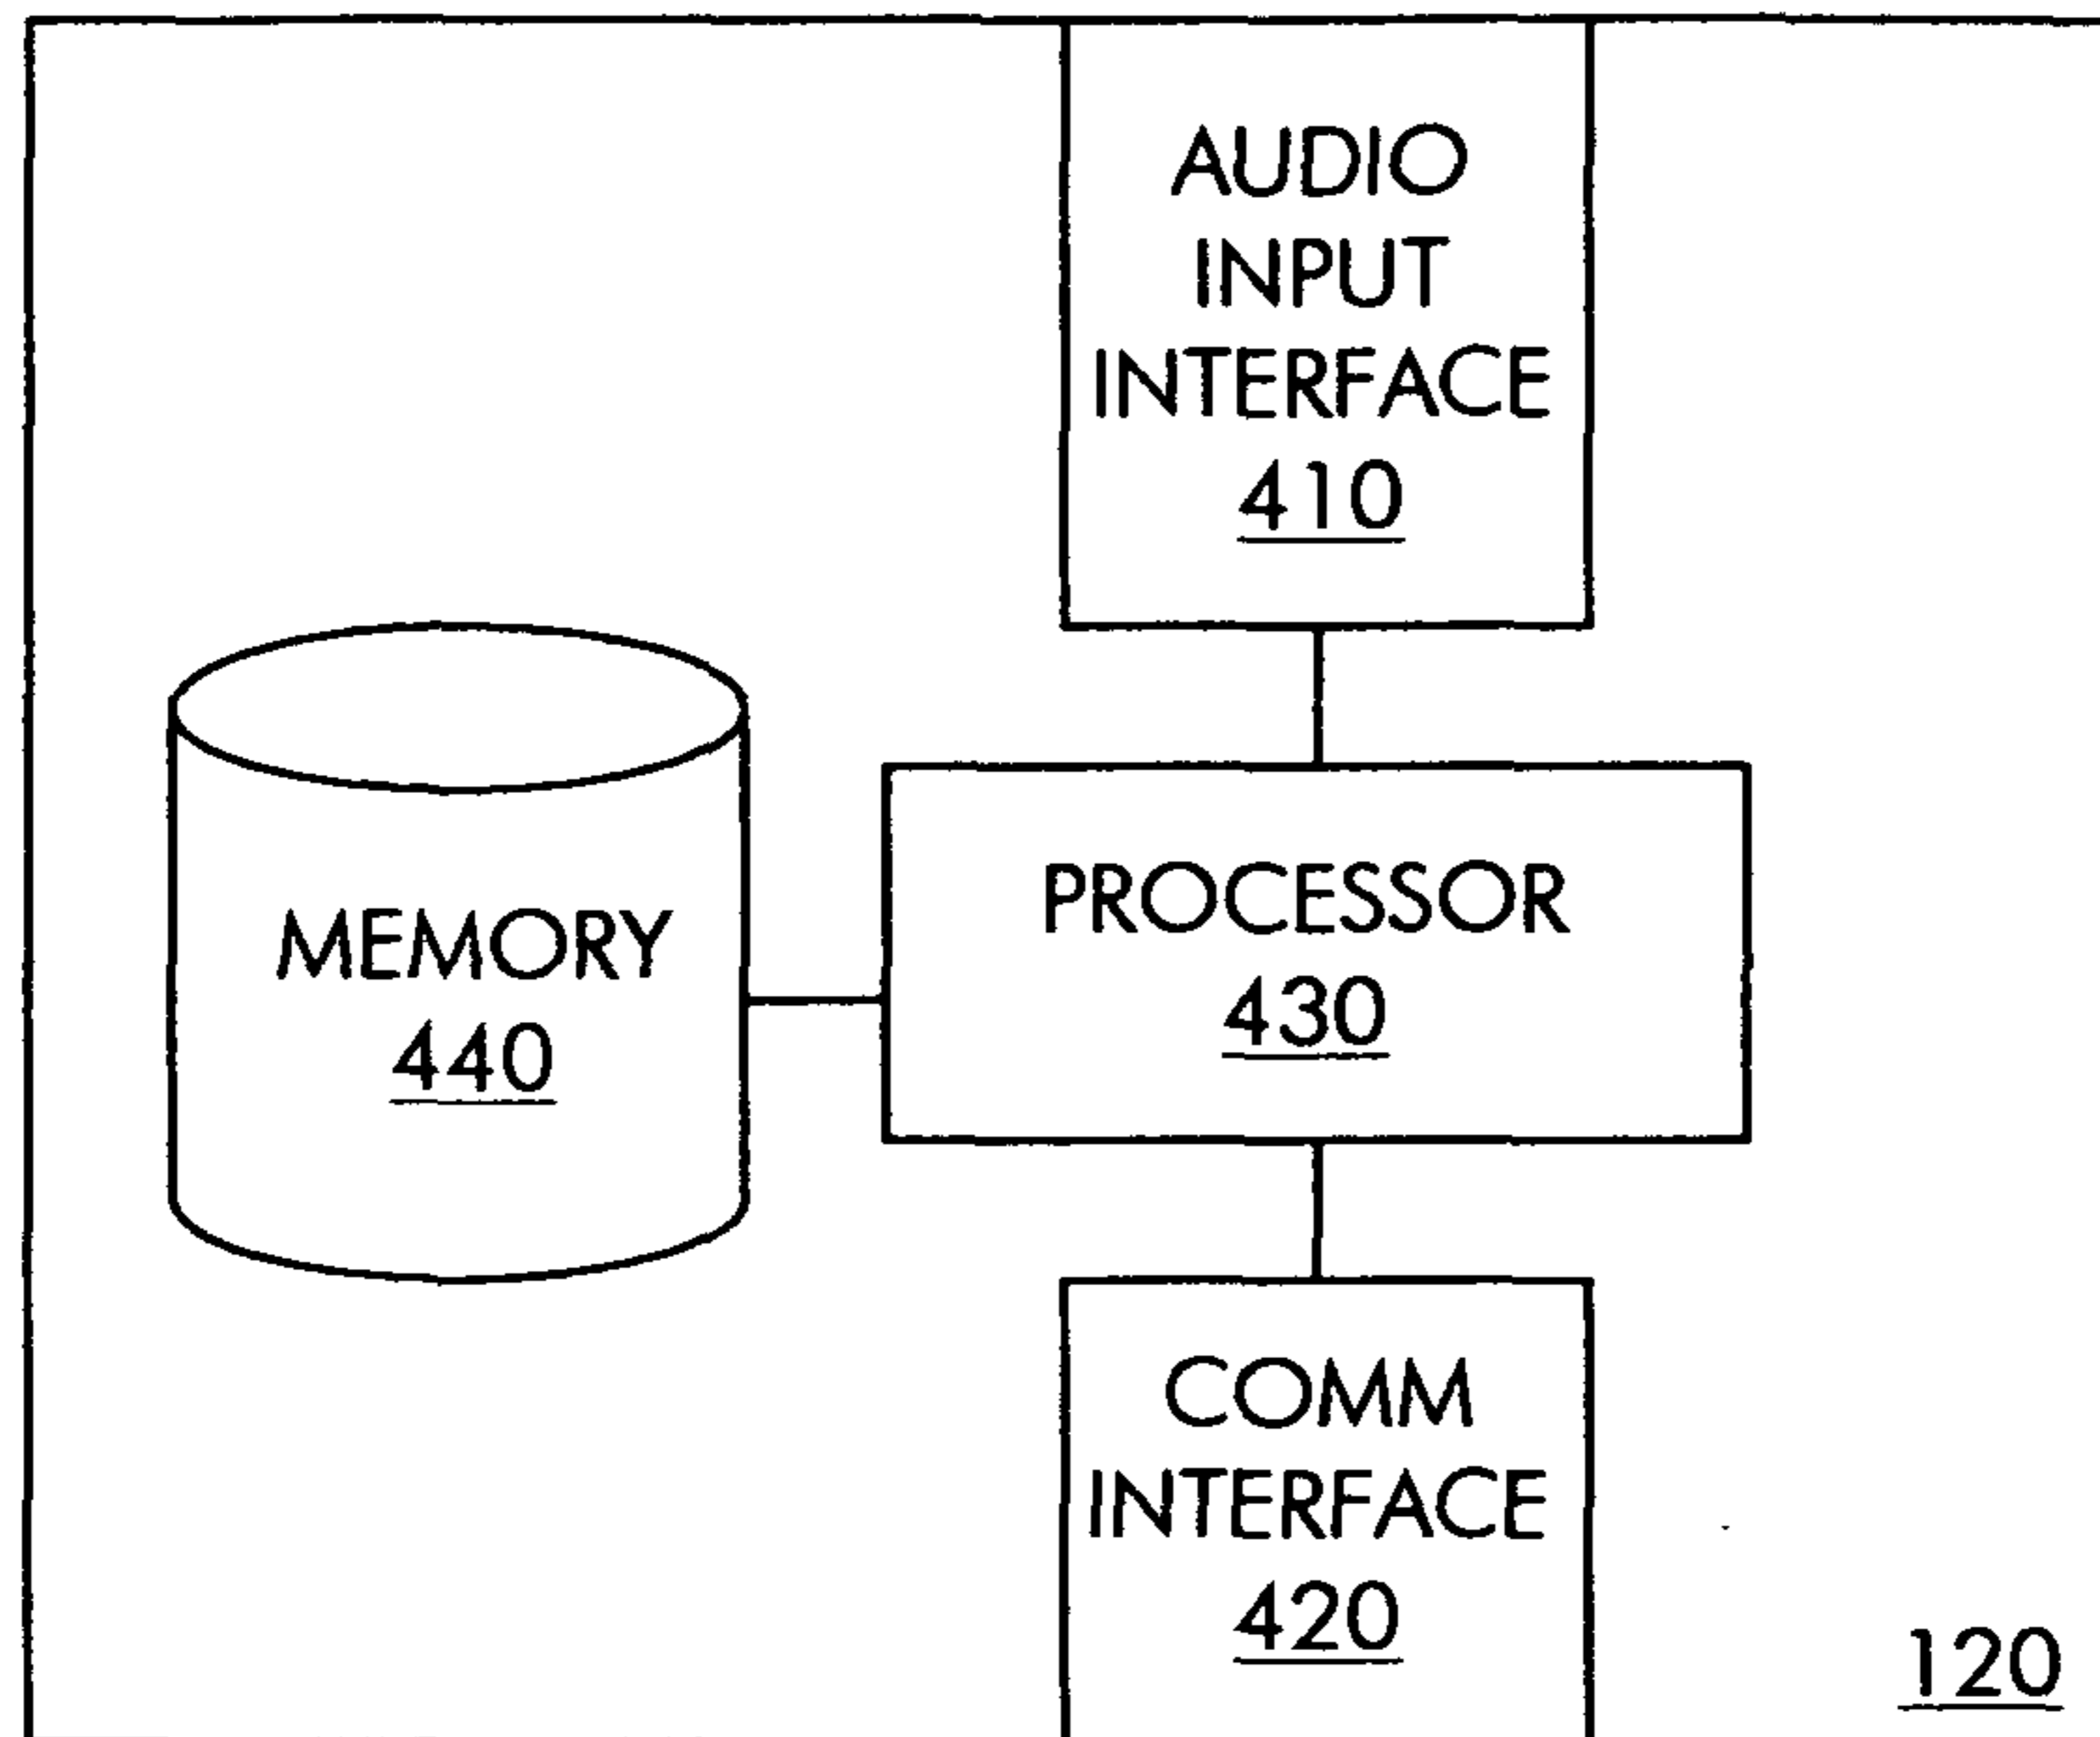 AUDIO
INPUT
INTERFACE
410
MEMORY
440
PROCESSOR
430
COMM
INTERFACE
420
120